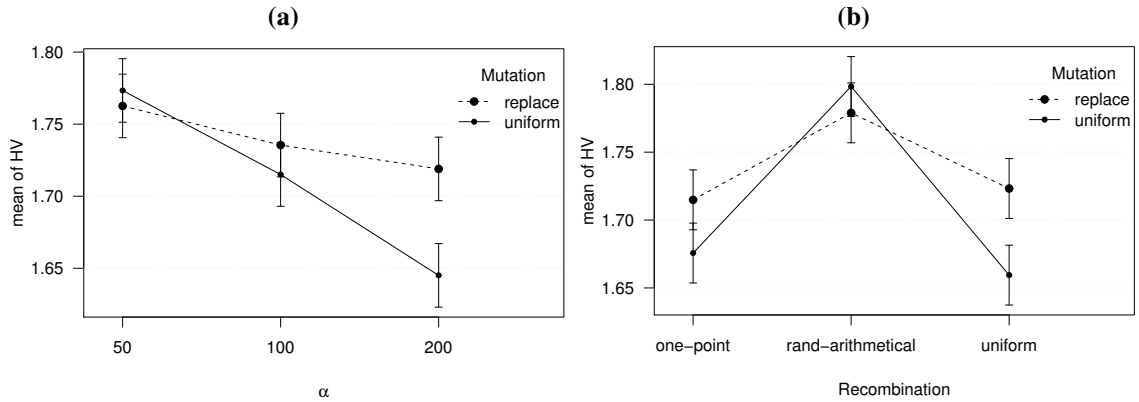 (a)
mean of HV
1.80
1.75
1.70
1.65
50 100 200
α
Mutation
replace
uniform
(b)
mean of HV
1.80
1.75
1.70
1.65
one−point rand−arithmetical uniform
Recombination
Mutation
replace
uniform